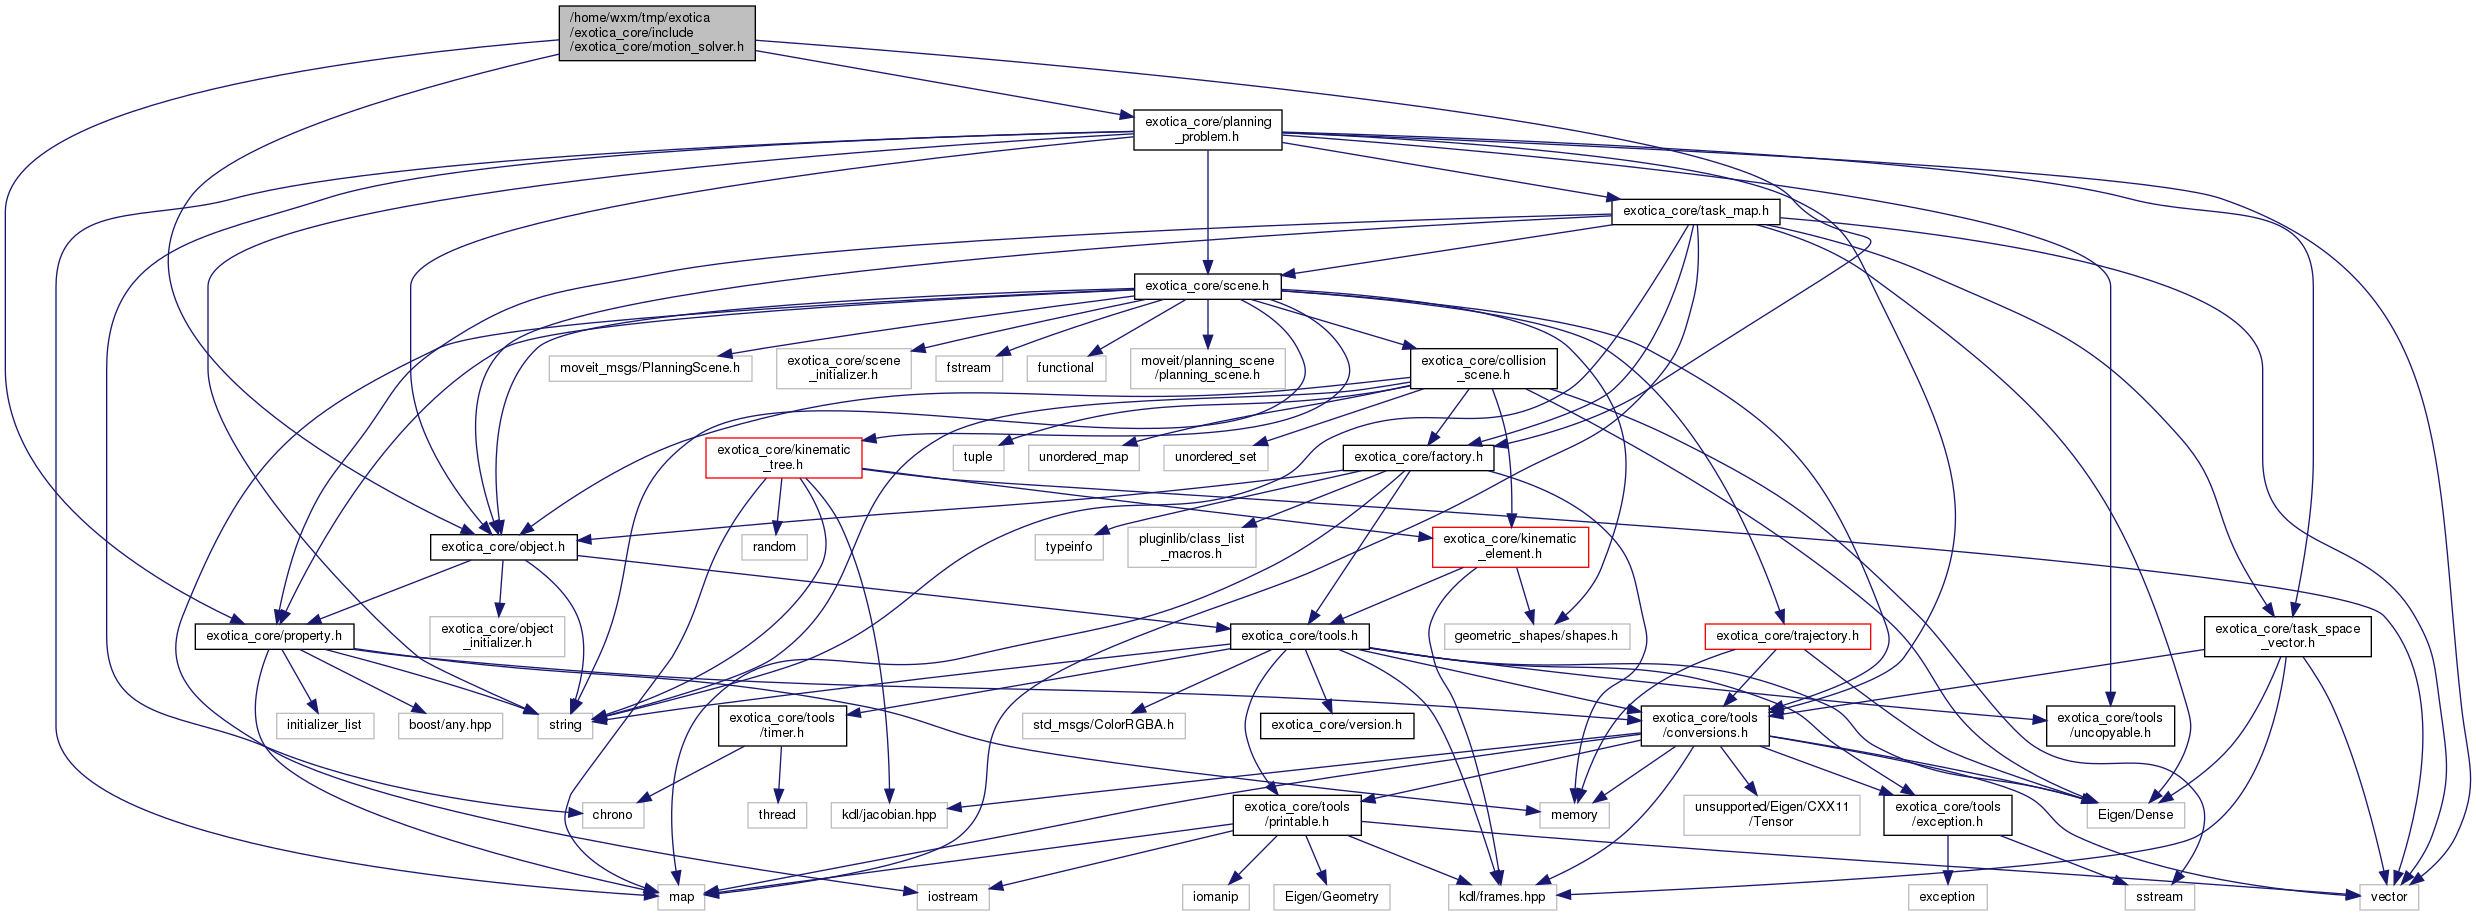 /home/wxm/tmp/exotica
/exotica_core/include
/exotica_core/motion_solver.h
exotica_core/planning
_problem.h
exotica_core/task_map.h
exotica_core/scene.h
moveit_msgs/PlanningScene.h
exotica_core/scene
_initializer.h
fstream
functional
moveit/planning_scene
/planning_scene.h
exotica_core/collision
_scene.h
exotica_core/kinematic
_tree.h
tuple
unordered_map
unordered_set
exotica_core/factory.h
exotica_core/object.h
random
typeinfo
pluginlib/class_list
_macros.h
exotica_core/kinematic
_element.h
exotica_core/property.h
exotica_core/object
_initializer.h
exotica_core/tools.h
geometric_shapes/shapes.h
exotica_core/trajectory.h
exotica_core/task_space
_vector.h
initializer_list
boost/any.hpp
string
exotica_core/tools
/timer.h
std_msgs/ColorRGBA.h
exotica_core/version.h
exotica_core/tools
/conversions.h
exotica_core/tools
/uncopyable.h
chrono
thread
kdl/jacobian.hpp
exotica_core/tools
/printable.h
memory
unsupported/Eigen/CXX11
/Tensor
exotica_core/tools
/exception.h
Eigen/Dense
map
iostream
iomanip
Eigen/Geometry
kdl/frames.hpp
exception
sstream
vector